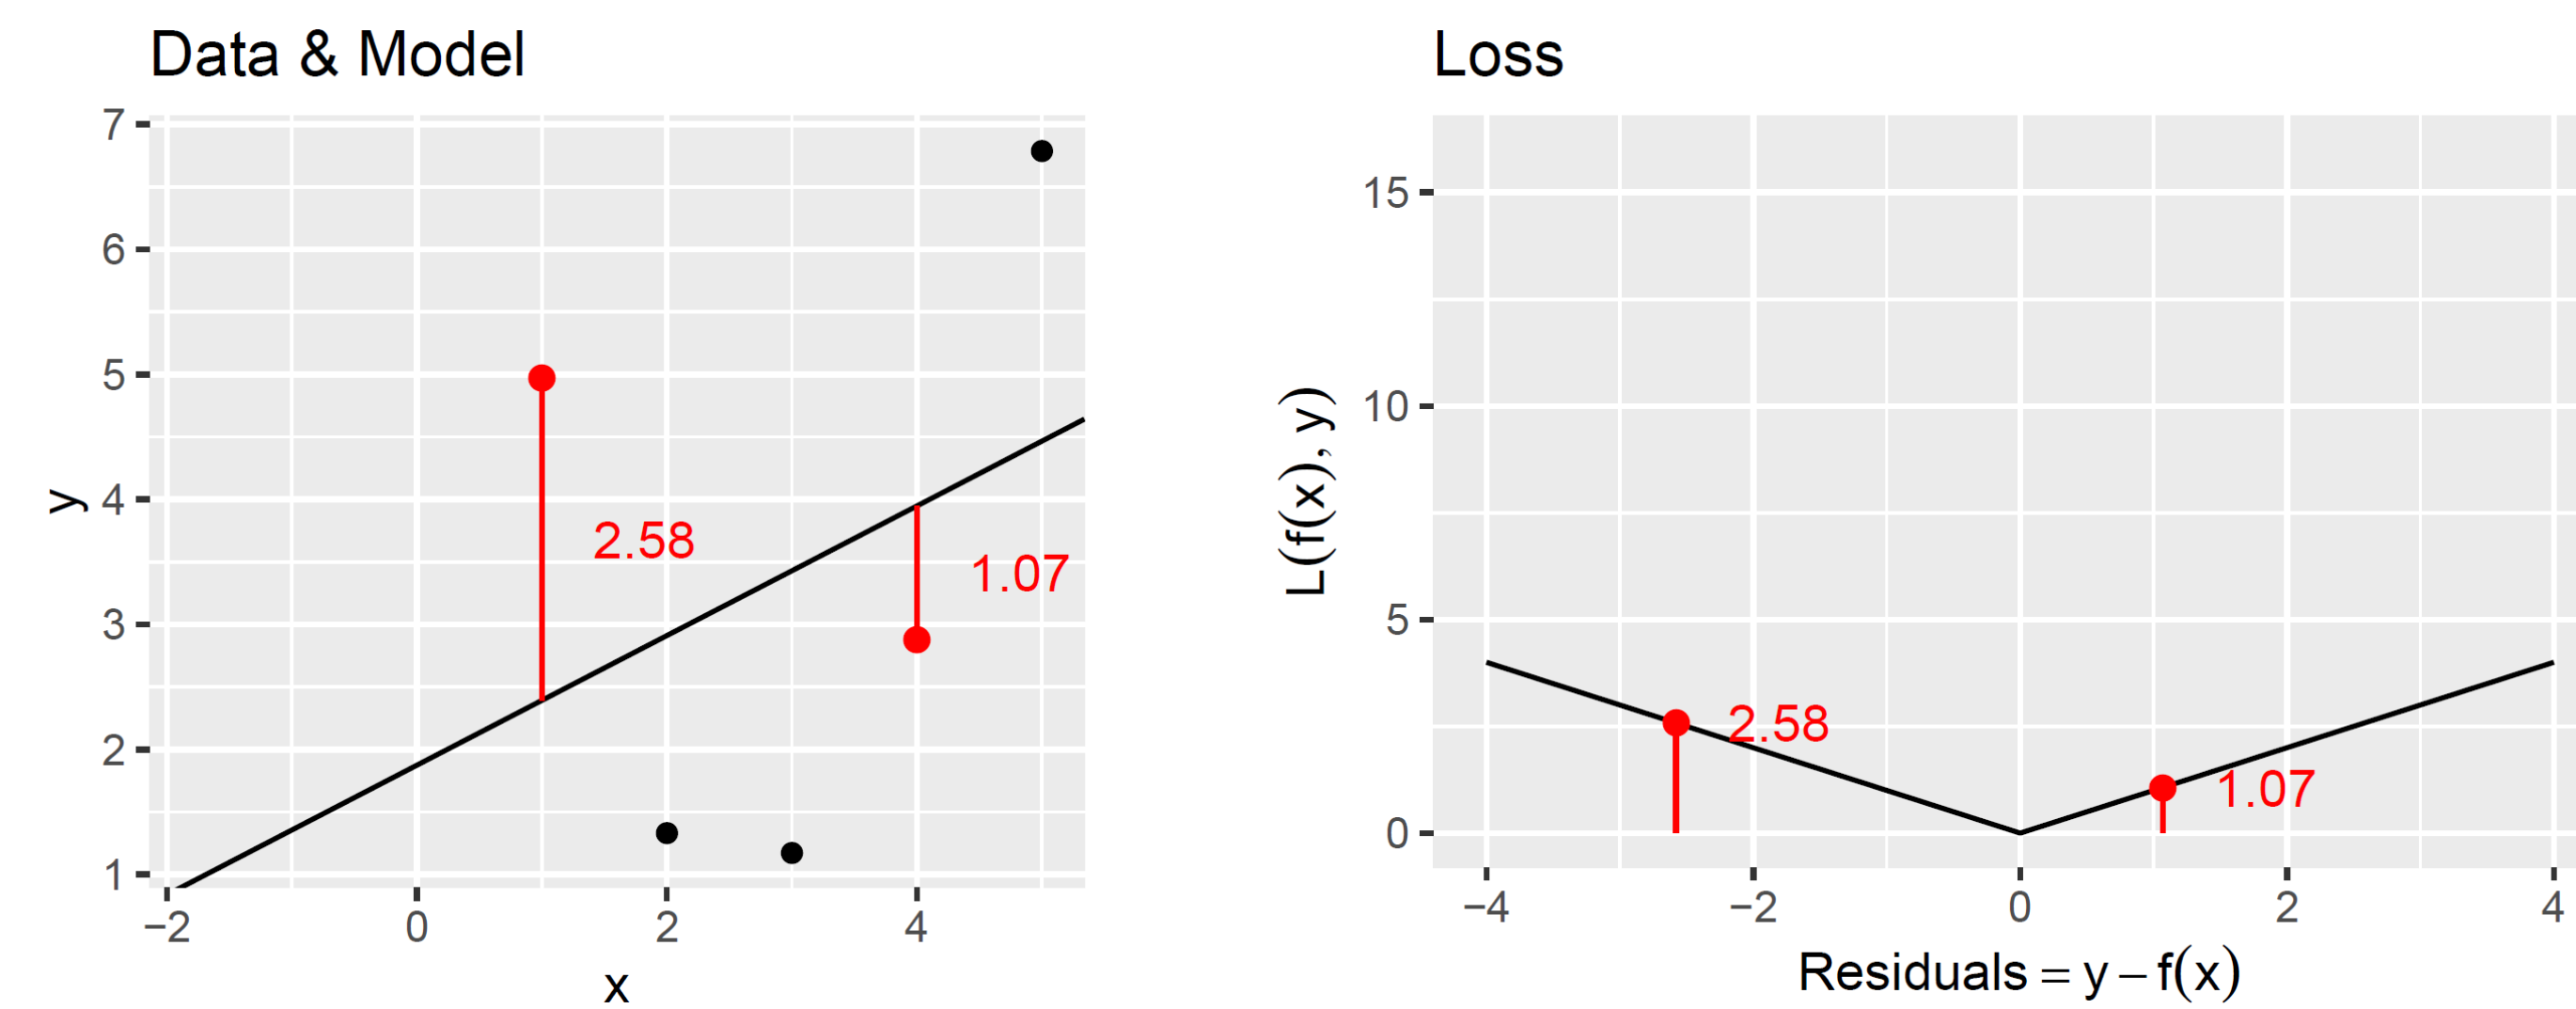 Data & Model
7
6
5
4
3
2
1
y
2.58
1.07
−2 0 2 4
x
Loss
15
10
5
0
L(f(x), y)
2.58
1.07
−4 −2 0 2 4
Residuals = y − f(x)